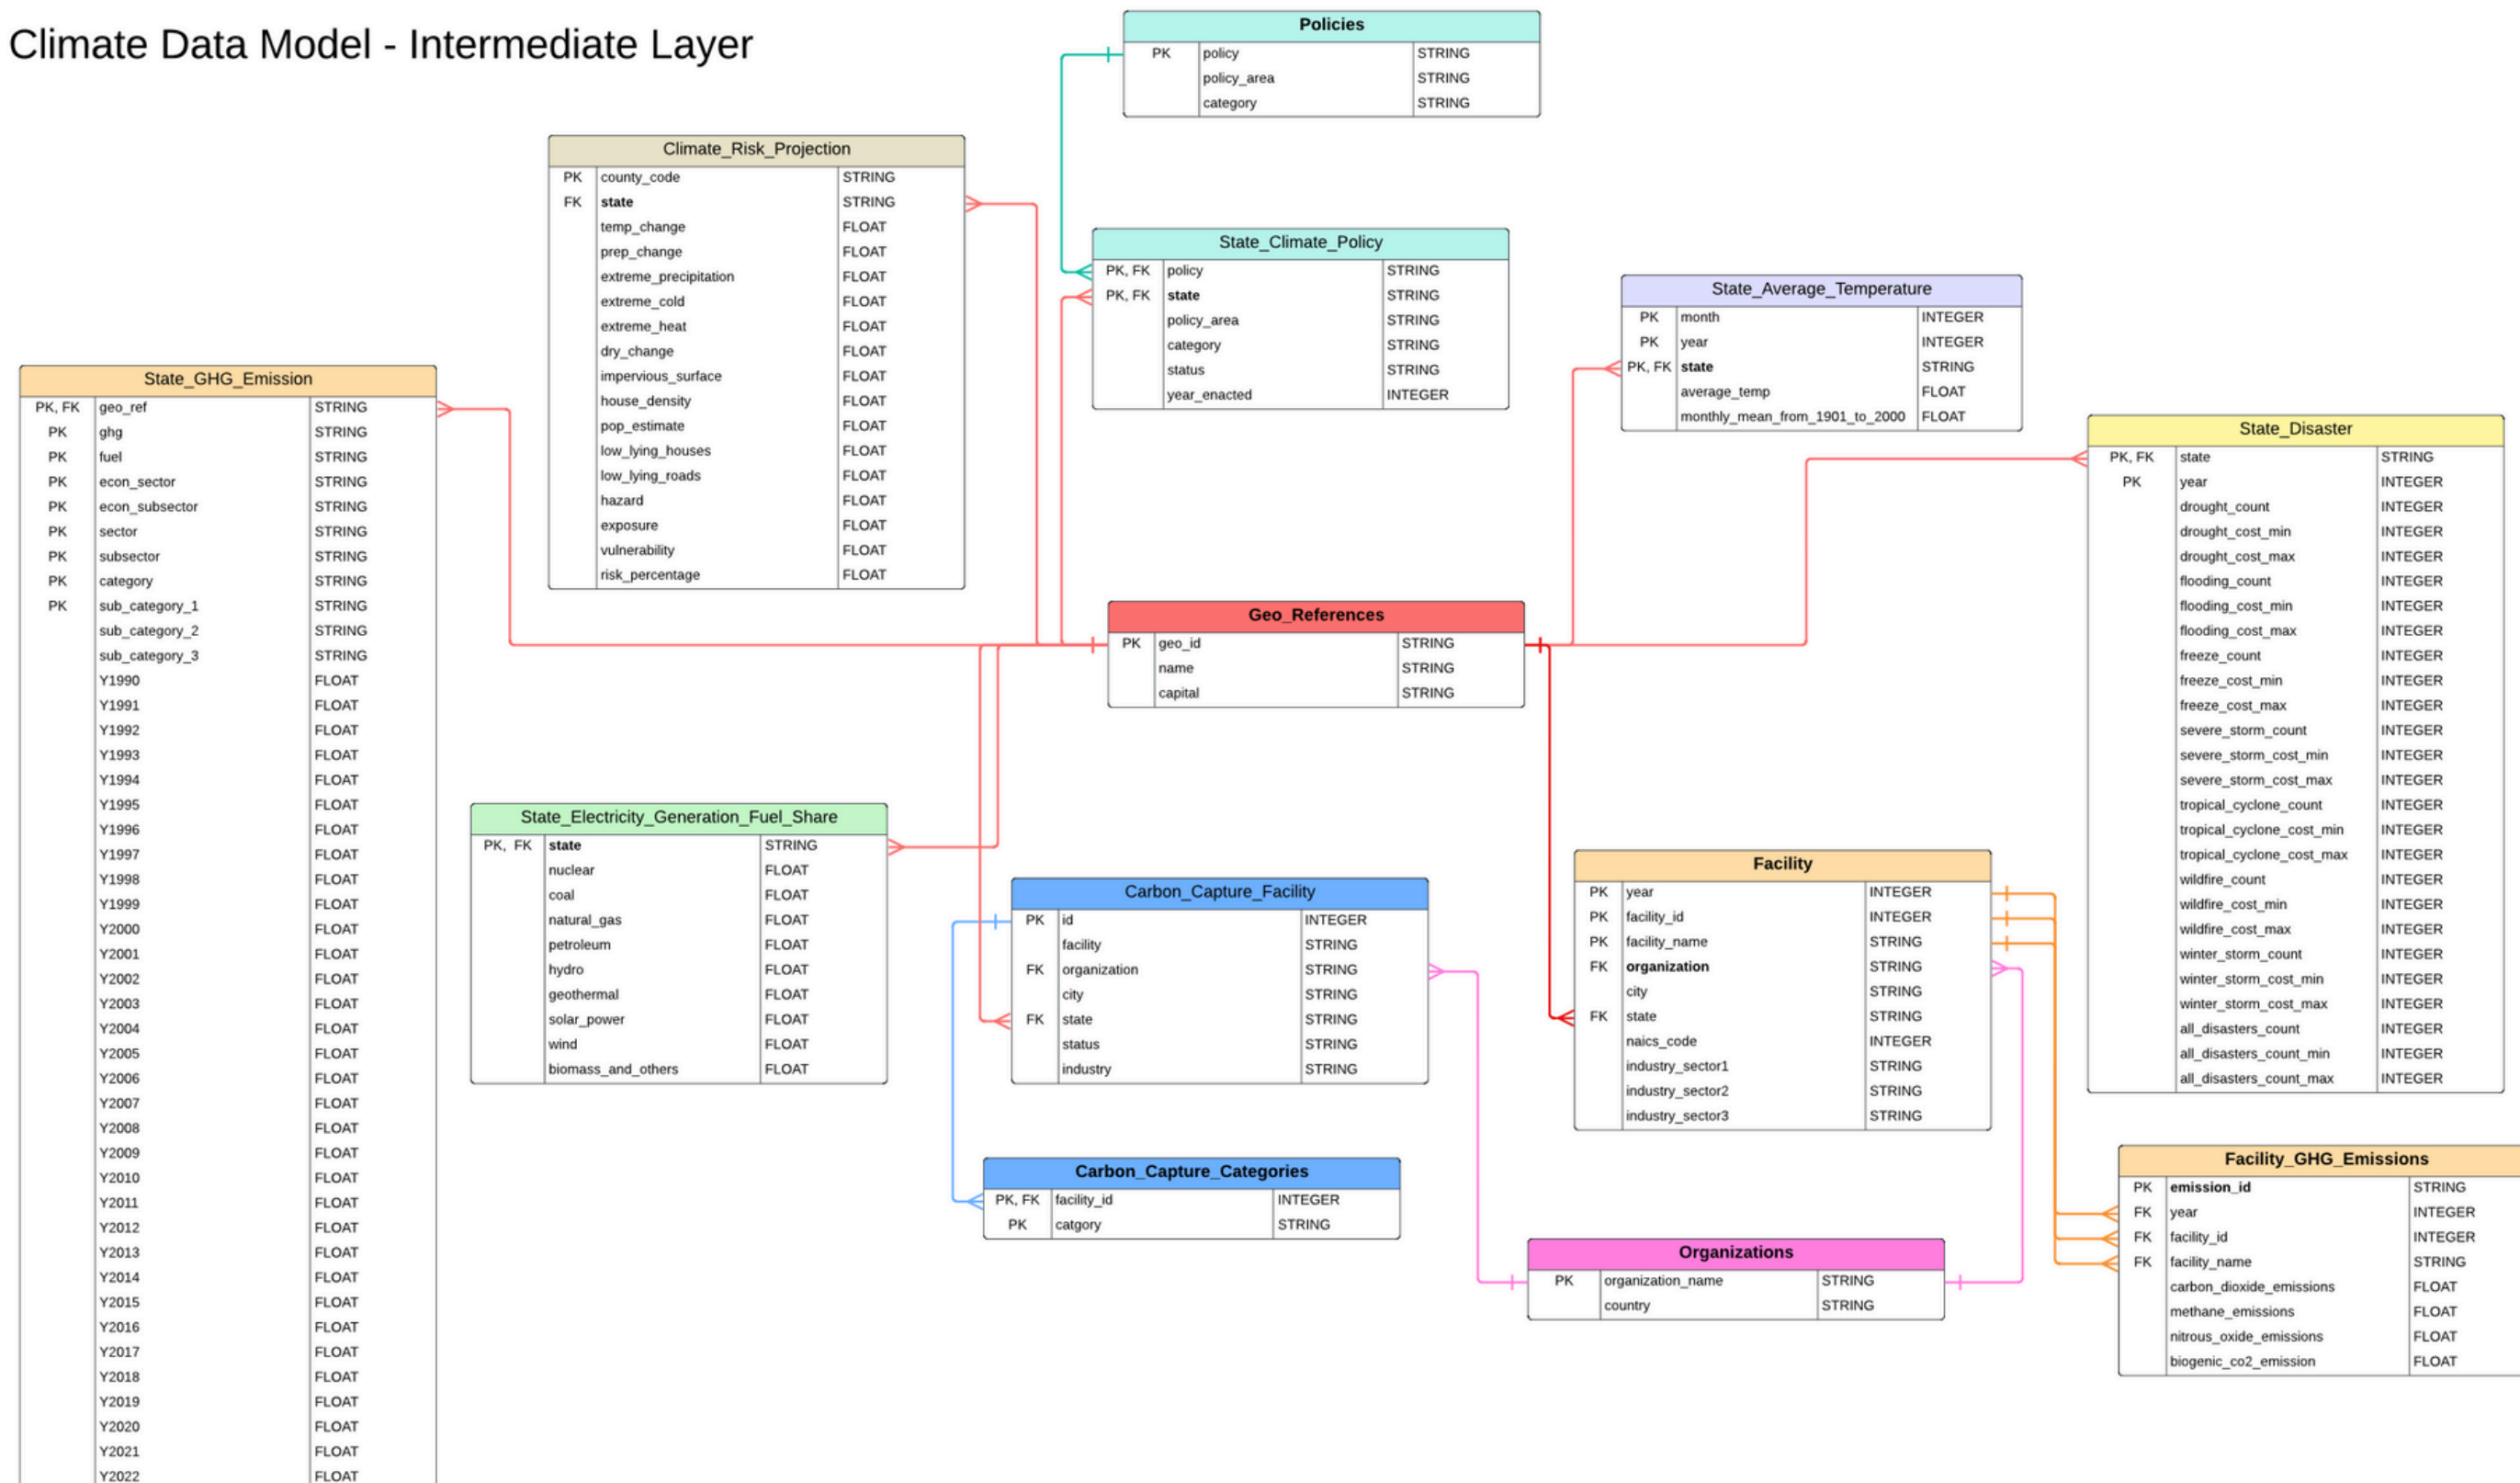 Climate Data Model - Intermediate Layer
Policies
PK policy STRING
policy_area STRING
category STRING
Climate_Risk_Projection
PK county_code STRING
FK state STRING
temp_change FLOAT
prep_change FLOAT
extreme_precipitation FLOAT
extreme_cold FLOAT
extreme_heat FLOAT
dry_change FLOAT
impervious_surface FLOAT
house_density FLOAT
pop_estimate FLOAT
low_lying_houses FLOAT
low_lying_roads FLOAT
hazard FLOAT
exposure FLOAT
vulnerability FLOAT
risk_percentage FLOAT
State_Climate_Policy
PK, FK policy STRING
PK, FK state STRING
policy_area STRING
category STRING
status STRING
year_enacted INTEGER
State_Average_Temperature
PK month INTEGER
PK year INTEGER
PK, FK state STRING
average_temp FLOAT
monthly_mean_from_1901_to_2000 FLOAT
State_GHG_Emission
PK, FK geo_ref STRING
PK ghg STRING
PK fuel STRING
PK econ_sector STRING
PK econ_subsector STRING
PK sector STRING
PK subsector STRING
PK category STRING
PK sub_category_1 STRING
sub_category_2 STRING
sub_category_3 STRING
Y1990 FLOAT
Y1991 FLOAT
Y1992 FLOAT
Y1993 FLOAT
Y1994 FLOAT
Y1995 FLOAT
Y1996 FLOAT
Y1997 FLOAT
Y1998 FLOAT
Y1999 FLOAT
Y2000 FLOAT
Y2001 FLOAT
Y2002 FLOAT
Y2003 FLOAT
Y2004 FLOAT
Y2005 FLOAT
Y2006 FLOAT
Y2007 FLOAT
Y2008 FLOAT
Y2009 FLOAT
Y2010 FLOAT
Y2011 FLOAT
Y2012 FLOAT
Y2013 FLOAT
Y2014 FLOAT
Y2015 FLOAT
Y2016 FLOAT
Y2017 FLOAT
Y2018 FLOAT
Y2019 FLOAT
Y2020 FLOAT
Y2021 FLOAT
Y2022 FLOAT
State_Disaster
PK, FK state STRING
PK year INTEGER
drought_count INTEGER
drought_cost_min INTEGER
drought_cost_max INTEGER
flooding_count INTEGER
flooding_cost_min INTEGER
flooding_cost_max INTEGER
freeze_count INTEGER
freeze_cost_min INTEGER
freeze_cost_max INTEGER
severe_storm_count INTEGER
severe_storm_cost_min INTEGER
severe_storm_cost_max INTEGER
tropical_cyclone_count INTEGER
tropical_cyclone_cost_min INTEGER
tropical_cyclone_cost_max INTEGER
wildfire_count INTEGER
wildfire_cost_min INTEGER
wildfire_cost_max INTEGER
winter_storm_count INTEGER
winter_storm_cost_min INTEGER
winter_storm_cost_max INTEGER
all_disasters_count INTEGER
all_disasters_count_min INTEGER
all_disasters_count_max INTEGER
Geo_References
PK geo_id STRING
name STRING
capital STRING
State_Electricity_Generation_Fuel_Share
PK, FK state STRING
nuclear FLOAT
coal FLOAT
natural_gas FLOAT
petroleum FLOAT
hydro FLOAT
geothermal FLOAT
solar_power FLOAT
wind FLOAT
biomass_and_others FLOAT
Carbon_Capture_Facility
PK id INTEGER
facility STRING
FK organization STRING
city STRING
FK state STRING
status STRING
industry STRING
Facility
PK year INTEGER
PK facility_id INTEGER
PK facility_name STRING
FK organization STRING
city STRING
FK state STRING
naics_code INTEGER
industry_sector1 STRING
industry_sector2 STRING
industry_sector3 STRING
Carbon_Capture_Categories
PK, FK facility_id INTEGER
PK catgory STRING
Organizations
PK organization_name STRING
country STRING
Facility_GHG_Emissions
PK emission_id STRING
FK year INTEGER
FK facility_id INTEGER
FK facility_name STRING
carbon_dioxide_emissions FLOAT
methane_emissions FLOAT
nitrous_oxide_emissions FLOAT
biogenic_co2_emission FLOAT